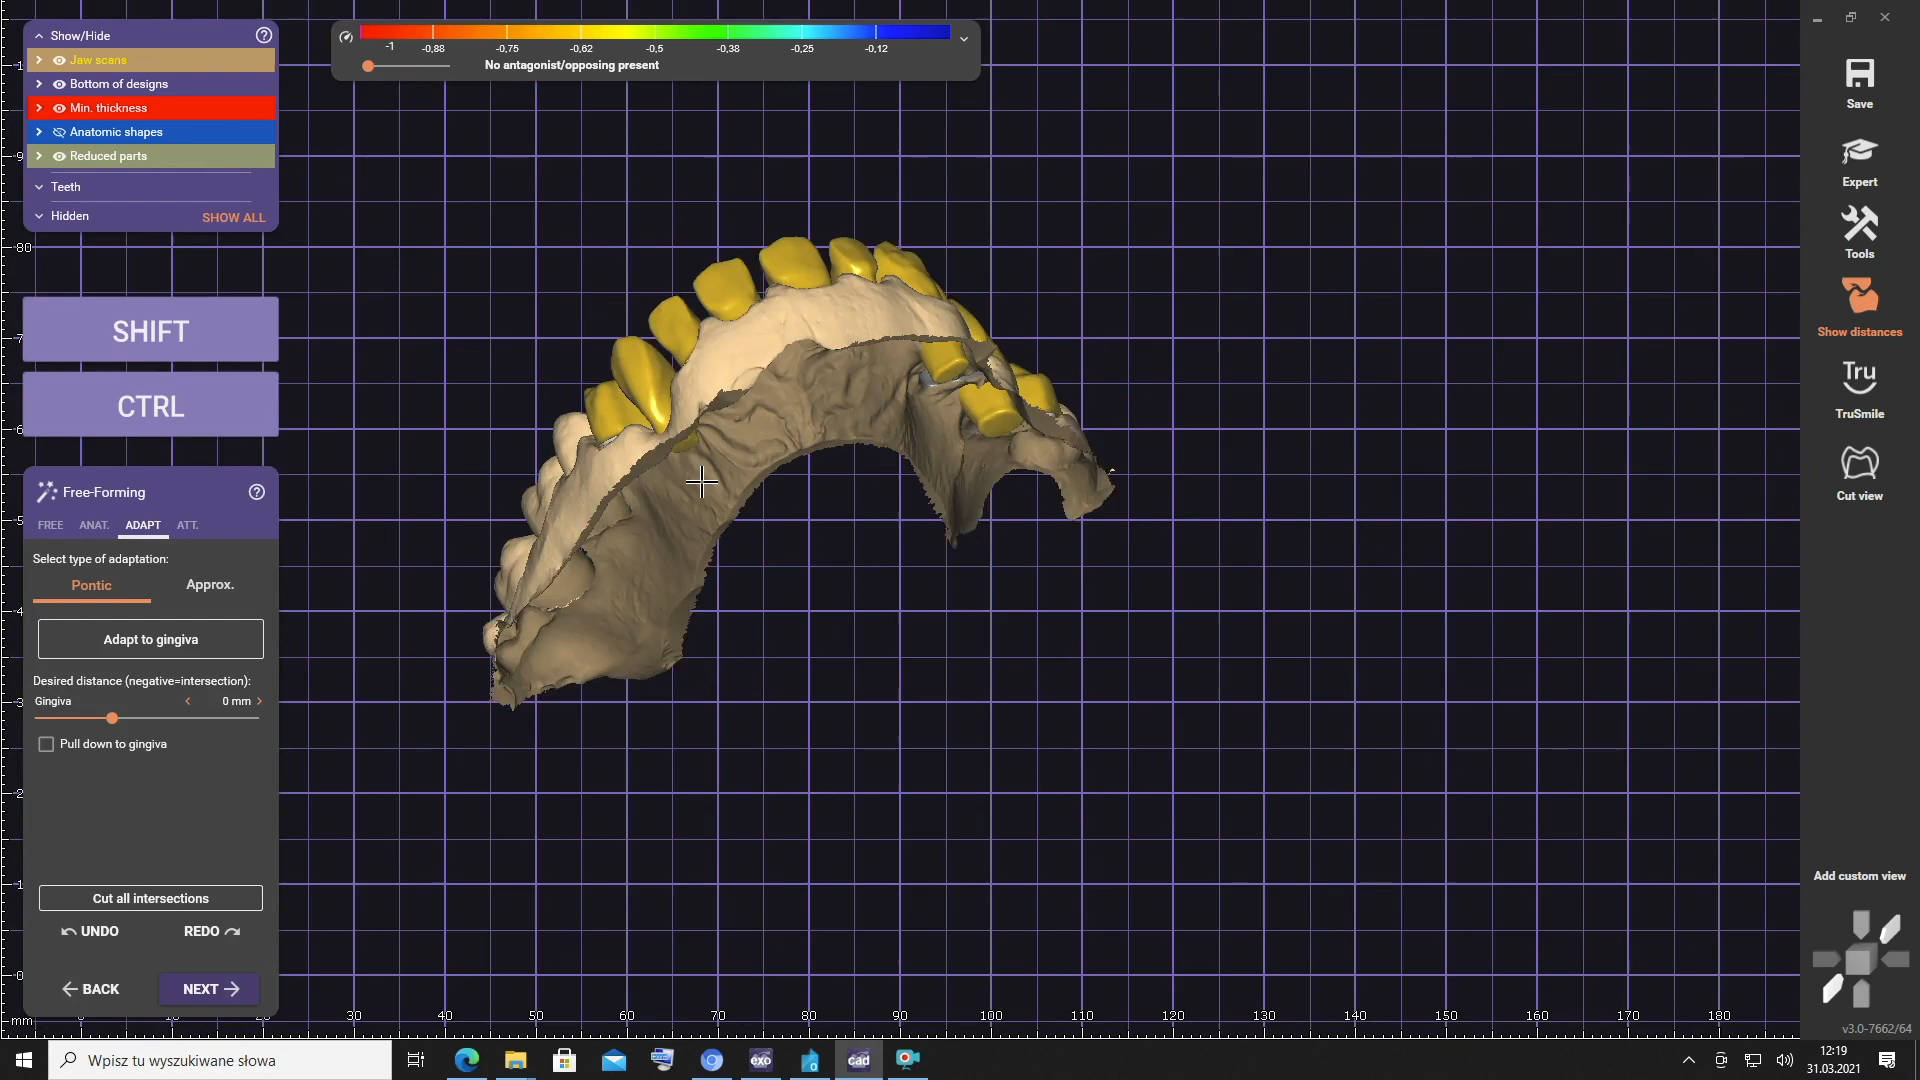 Show/Hide
Jaw scans
Bottom of designs
Min. thickness
Anatomic shapes
Reduced parts
Teeth
Hidden SHOW ALL
-1 -0,88 -0,75 -0,62 -0,5 -0,38 -0,25 -0,12
No antagonist/opposing present
SHIFT
CTRL
Free-Forming
FREE ANAT. ADAPT ATT.
Select type of adaptation:
Pontic Approx.
Adapt to gingiva
Desired distance (negative=intersection):
Gingiva 0 mm
Pull down to gingiva
Cut all intersections
UNDO REDO
BACK NEXT
80
mm
30 40 50 60 70 80 90 100 110 120 130 140 150 160 170 180
Save
Expert
Tools
Show distances
Tru
TruSmile
Cut view
Add custom view
v3.0-7662/64
Wpisz tu wyszukiwane słowa
exo
cad
12:19
31.03.2021